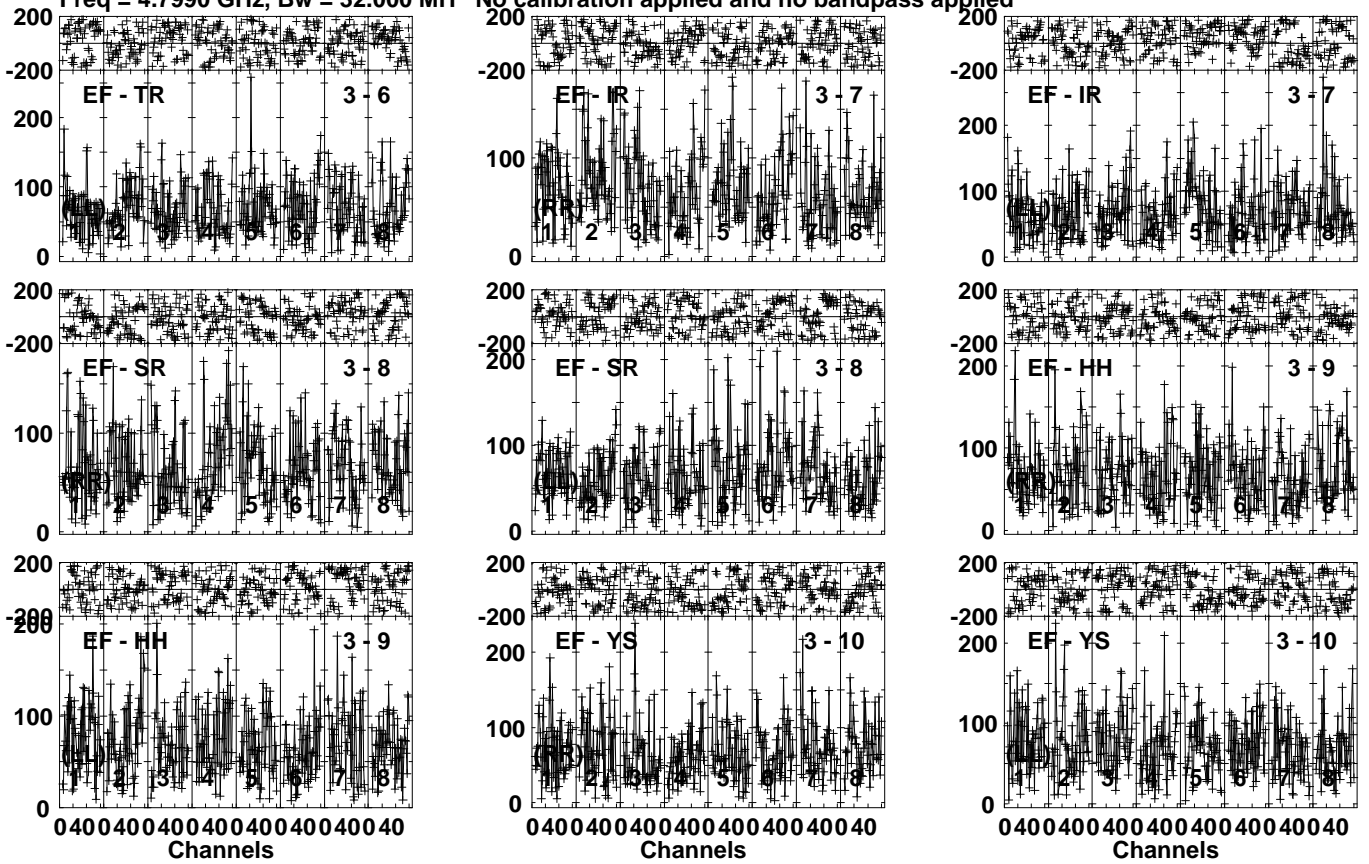 Freq = 4.7990 GHz, Bw = 32.000 MH No calibration applied and no bandpass applied
200 200 200
-200 -200 -200
EF - TR 3 - 6 EF - IR 3 - 7 EF - IR 3 - 7
200 200
100 100 100
(LL) (RR) (LL)
1 2 3 4 5 6 7 8 1 2 3 4 5 6 7 8 1 2 3 4 5 6 7 8
0 0 0
200 200 200
-200 -200 -200
EF - SR 3 - 8 EF - SR 3 - 8 EF - HH 3 - 9
200 200
100 100 100
(RR) (LL) (RR)
1 2 3 4 5 6 7 8 1 2 3 4 5 6 7 8 1 2 3 4 5 6 7 8
0 0 0
200 200 200
-200 -200 -200
EF - HH 3 - 9 EF - YS 3 - 10 EF - YS 3 - 10
200 200 200
100 100 100
(LL) (RR) (LL)
1 2 3 4 5 6 7 8 1 2 3 4 5 6 7 8 1 2 3 4 5 6 7 8
0 0 0
0 40 0 40 0 40 0 40 0 40 0 40 0 40 0 40 0 40 0 40 0 40 0 40 0 40 0 40 0 40 0 40 0 40 0 40 0 40 0 40 0 40 0 40 0 40 0 40
Channels Channels Channels